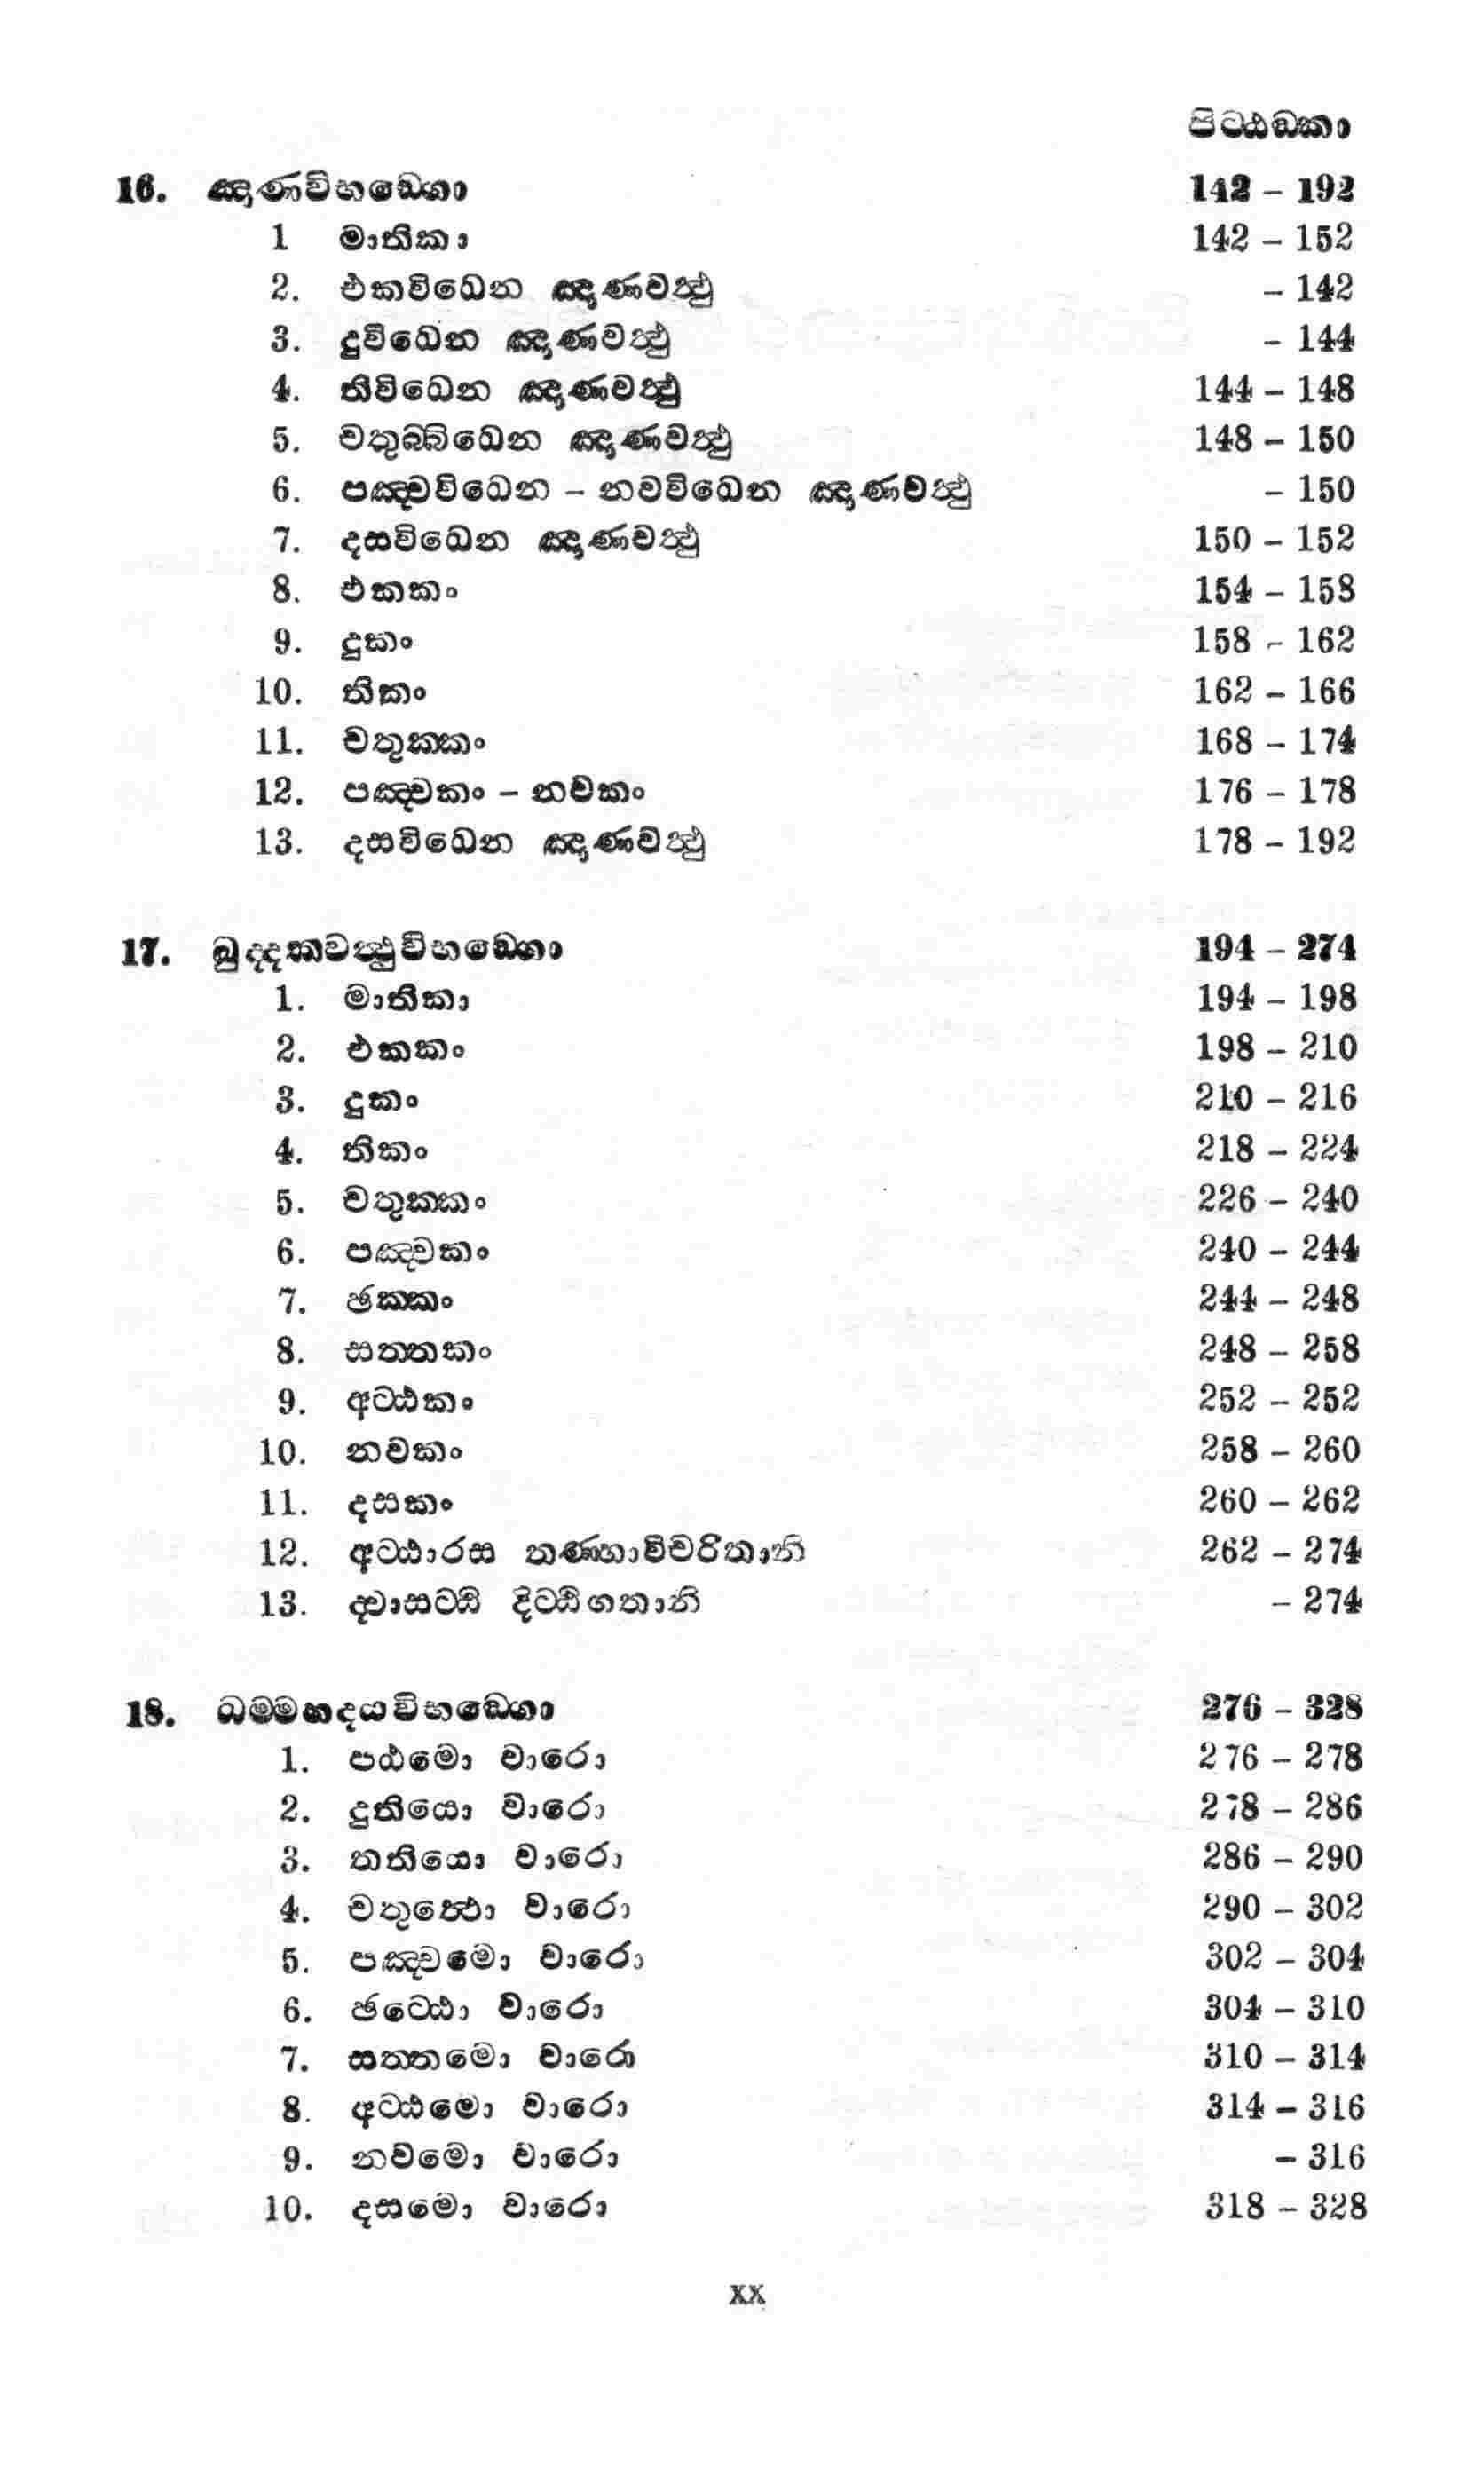 පිට්ඨඞකා
16. ඤාණවිභඞ්ගො 142 – 192
1 මාතිකා 142 – 152
2. එකවිධෙන ඤාණවත්‍ථු – 142
3. දුවිධෙන ඤාණවත්‍ථු – 144
4. තිවිධෙන ඤාණවත්‍ථු 144 – 148
5. චතුබ්බිධෙන ඤාණවත්‍ථු 148 – 150
6. පඤ්චවිධෙන – නවවිධෙන ඤාණවත්‍ථු – 150
7. දසවිධෙන ඤාණවත්‍ථු 150 – 152
8. එකකං 154 – 158
9. දුකං 158 – 162
10. තිකං 162 – 166
11. චතුක්කං 168 – 174
12. පඤ්චකං – නවකං 176 – 178
13. දසවිධෙන ඤාණවත්‍ථු 178 – 192
17. ඛුද්දකවත්‍ථුවිභඞ්ගො 194 – 274
1. මාතිකා 194 – 198
2. එකකං 198 – 210
3. දුකං 210 – 216
4. තිකං 218 – 224
5. චතුක්කං 226 – 240
6. පඤ්චකං 240 – 244
7. ඡක්කං 244 – 248
8. සත්තකං 248 – 258
9. අට්ඨකං 252 – 252
10. නවකං 258 – 260
11. දසකං 260 – 262
12. අට්ඨාරස තණ්හාවිචරිතානි 262 – 274
13. ද්වාසට්ඨි දිට්ඨිගතානි – 274
18. ධම්මහදයවිභඞ්ගො 276 – 328
1. පඨමො වාරො 276 – 278
2. දුතියො වාරො 278 – 286
3. තතියො වාරො 286 – 290
4. චතුත්‍ථො වාරො 290 – 302
5. පඤ්චමො වාරො 302 – 304
6. ඡට්ඨො වාරො 304 – 310
7. සත්තමො වාරො 310 – 314
8. අට්ඨමො වාරො 314 – 316
9. නවමො වාරො – 316
10. දසමො වාරො 318 – 328
xx